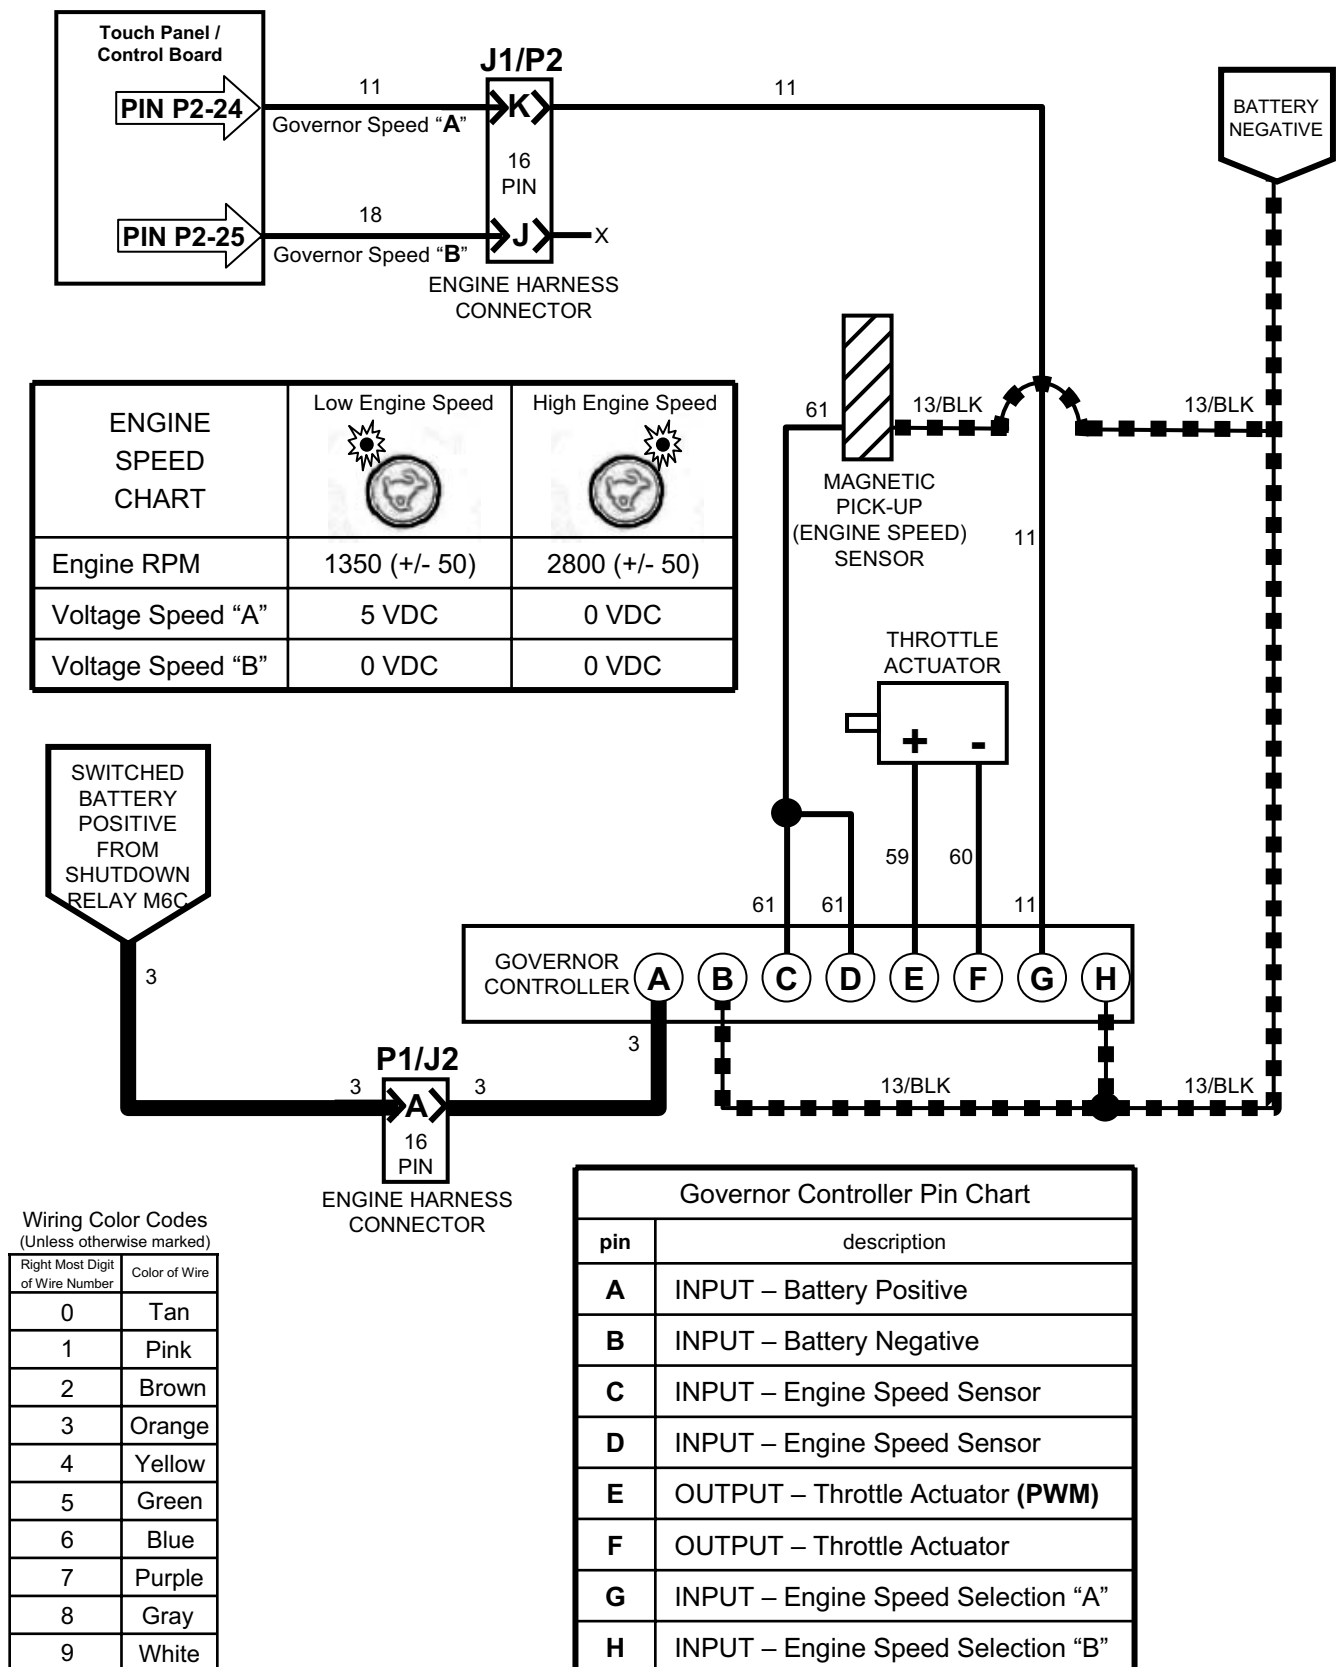 Touch Panel /
Control Board
PIN P2-24
11
Governor Speed “A”
J1/P2
K
11
16
PIN
PIN P2-25
18
Governor Speed “B”
J
X
ENGINE HARNESS
CONNECTOR
BATTERY
NEGATIVE
61
13/BLK
13/BLK
MAGNETIC
PICK-UP
(ENGINE SPEED)
SENSOR
11
ENGINE
SPEED
CHART
Low Engine Speed
High Engine Speed
Engine RPM
1350 (+/- 50)
2800 (+/- 50)
Voltage Speed “A”
5 VDC
0 VDC
Voltage Speed “B”
0 VDC
0 VDC
THROTTLE
ACTUATOR
+
-
SWITCHED
BATTERY
POSITIVE
FROM
SHUTDOWN
RELAY M6C
3
59
60
61
61
11
GOVERNOR
CONTROLLER
A
B
C
D
E
F
G
H
3
P1/J2
3
3
A
16
PIN
ENGINE HARNESS
CONNECTOR
13/BLK
13/BLK
Wiring Color Codes
(Unless otherwise marked)
Right Most Digit
of Wire Number
Color of Wire
0 Tan
1 Pink
2 Brown
3 Orange
4 Yellow
5 Green
6 Blue
7 Purple
8 Gray
9 White
Governor Controller Pin Chart
pin description
A INPUT – Battery Positive
B INPUT – Battery Negative
C INPUT – Engine Speed Sensor
D INPUT – Engine Speed Sensor
E OUTPUT – Throttle Actuator (PWM)
F OUTPUT – Throttle Actuator
G INPUT – Engine Speed Selection “A”
H INPUT – Engine Speed Selection “B”